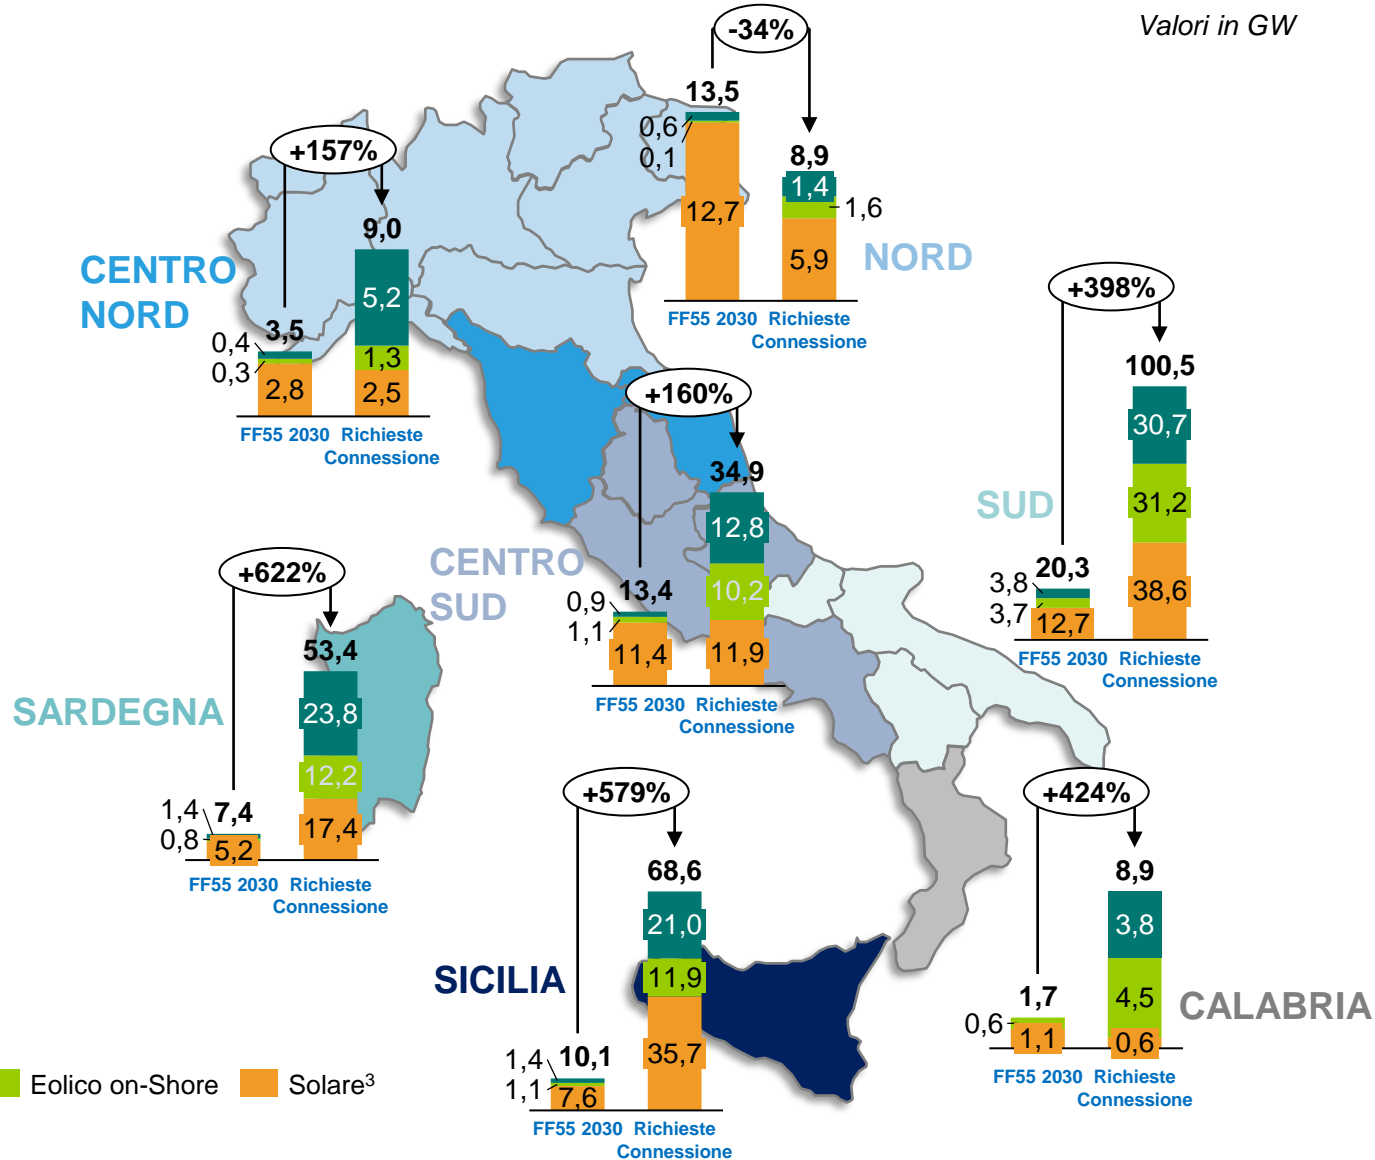 Valori in GW
-34%
13,5
0,6
0,1
12,7
8,9
1,4
1,6
5,9
NORD
FF55 2030
Richieste
Connessione
+157%
9,0
CENTRO
NORD
5,2
3,5
0,4
0,3
1,3
2,8
2,5
FF55 2030
Richieste
Connessione
+398%
100,5
30,7
SUD
31,2
20,3
3,8
3,7
12,7
38,6
FF55 2030
Richieste
Connessione
+160%
34,9
12,8
CENTRO
SUD
13,4
0,9
1,1
10,2
11,4
11,9
FF55 2030
Richieste
Connessione
+622%
53,4
SARDEGNA
23,8
12,2
1,4
7,4
0,8
5,2
17,4
FF55 2030
Richieste
Connessione
+579%
68,6
21,0
SICILIA
11,9
10,1
1,4
1,1
7,6
35,7
FF55 2030
Richieste
Connessione
+424%
8,9
3,8
1,7
4,5
CALABRIA
0,6
1,1
0,6
FF55 2030
Richieste
Connessione
Eolico on-Shore
Solare³